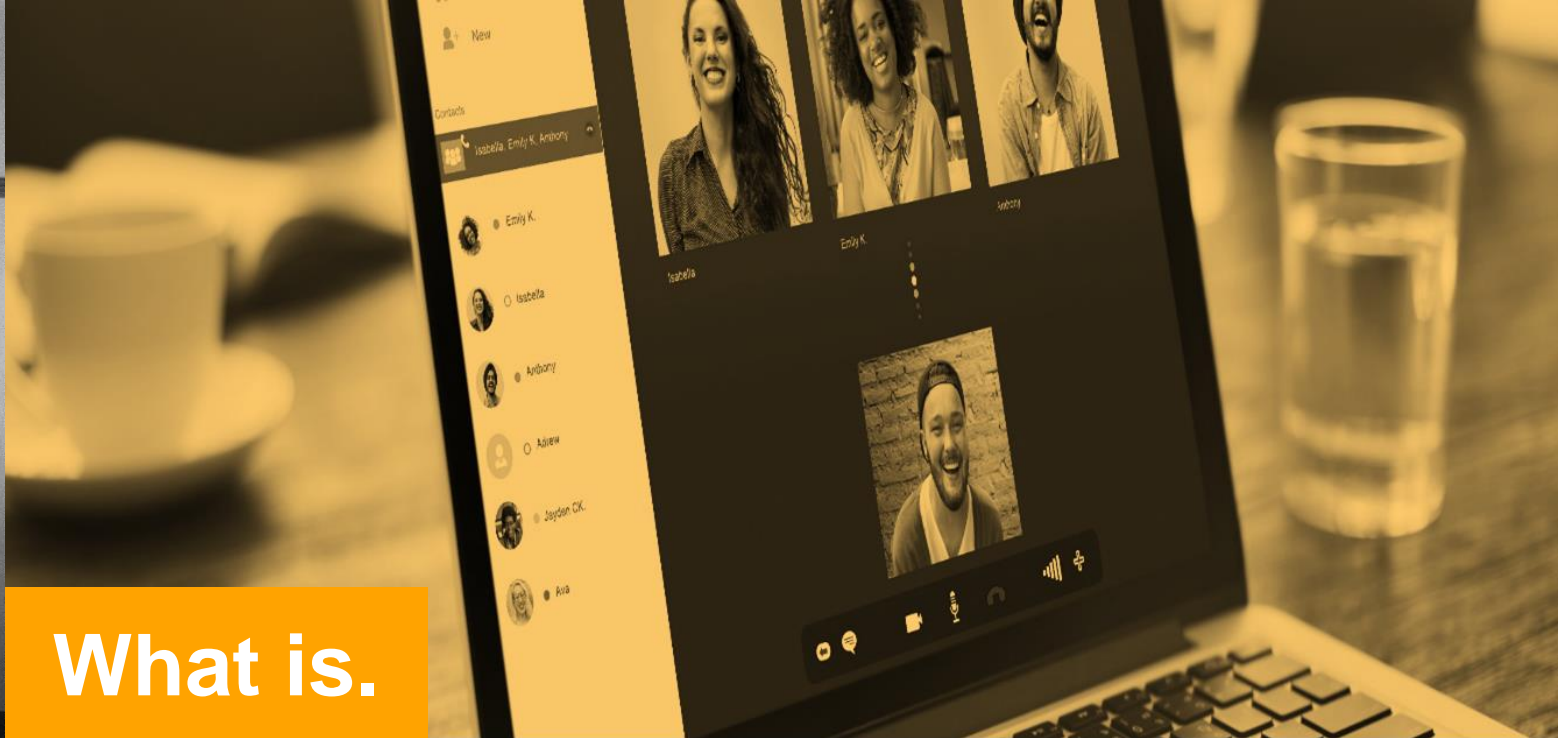 New
Contacts
Isabella, Emily K, Anthony
Emily K.
Isabella
Anthony
Adrew
Jayden CK.
Ava
Isabella
Emily K
Anthony
What is.